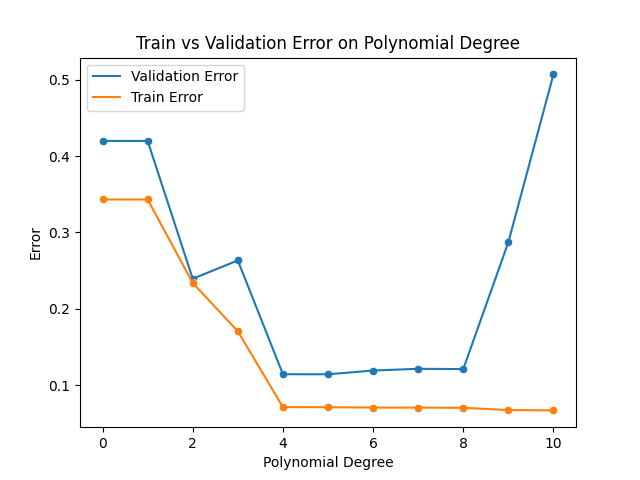 Train vs Validation Error on Polynomial Degree
Validation Error
Train Error
0.5
0.4
0.3
0.2
0.1
Error
0 2 4 6 8 10
Polynomial Degree